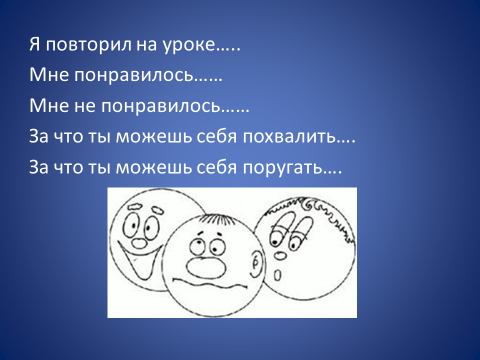 Я повторил на уроке…..
Мне понравилось……
Мне не понравилось……
За что ты можешь себя похвалить….
За что ты можешь себя поругать….